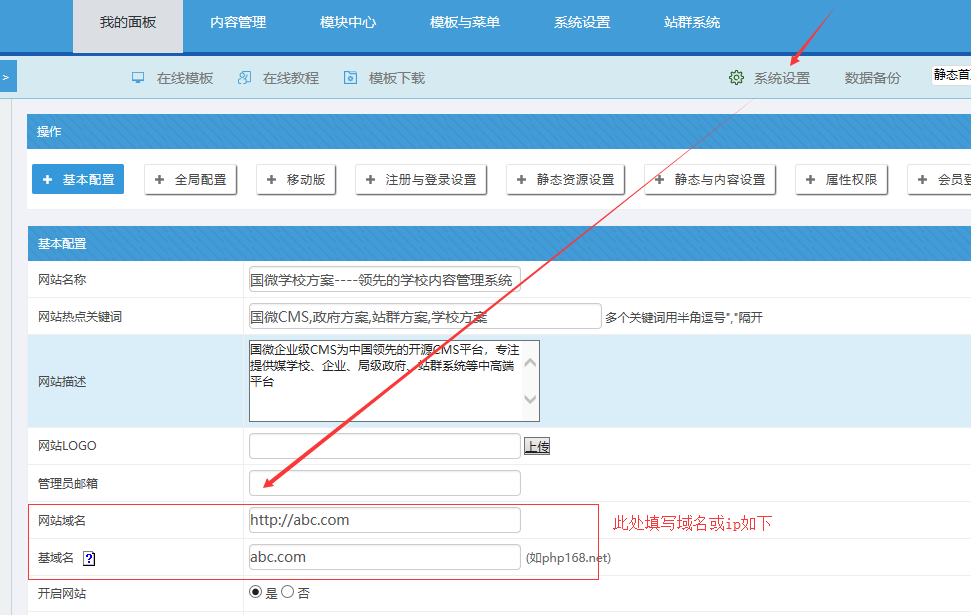 我的面板 内容管理 模块中心 模板与菜单 系统设置 站群系统
> 在线模板 在线教程 模板下载 系统设置 数据备份 静态首
操作
+ 基本配置 + 全局配置 + 移动版 + 注册与登录设置 + 静态资源设置 + 静态与内容设置 + 属性权限 + 会员登
基本配置
网站名称 国微学校方案----领先的学校内容管理系统
网站热点关键词 国微CMS,政府方案,站群方案,学校方案 多个关键词用半角逗号","隔开
国微企业级CMS为中国领先的开源CMS平台，专注
提供媒学校、企业、局级政府、站群系统等中高端
网站描述 平台
网站LOGO 上传
管理员邮箱
网站域名 http://abc.com 此处填写域名或ip如下
基域名 ? abc.com (如php168.net)
开启网站 是 否